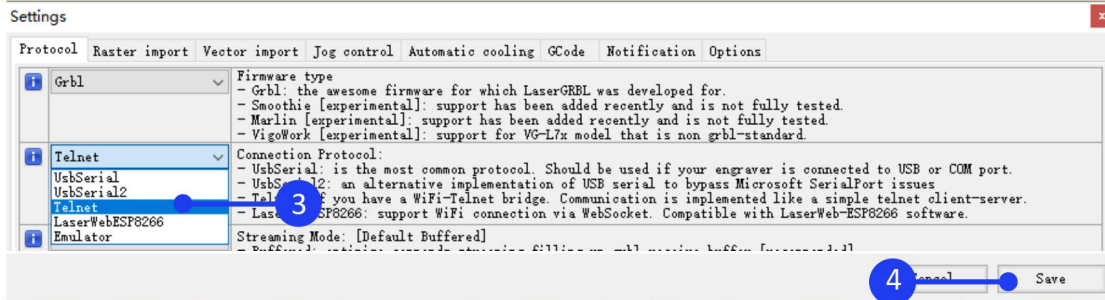 Settings
x
Protocol Raster import Vector import Jog control Automatic cooling GCode Notification Options
Grbl
Firmware type
- Grbl: the awesome firmware for which LaserGRBL was developed for.
- Smoothie [experimental]: support has been added recently and is not fully tested.
- Marlin [experimental]: support has been added recently and is not fully tested.
- VigoWork [experimental]: support for VG-L7x model that is non grbl-standard.
Telnet
UsbSerial
UsbSerial2
Telnet
LaserWebESP8266
Emulator
3
Connection Protocol:
- UsbSerial: is the most common protocol. Should be used if your engraver is connected to USB or COM port.
- an alternative implementation of USB serial to bypass Microsoft SerialPort issues
- you have a WiFi-Telnet bridge. Communication is implemented like a simple telnet client-server.
- support WiFi connection via WebSocket. Compatible with LaserWeb-ESP8266 software.
Streaming Mode: [Default Buffered]
4
Save